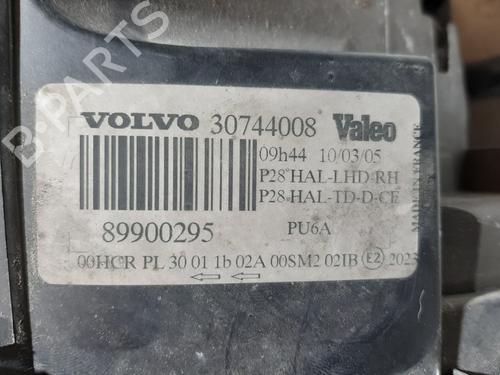 B-PARTS
VOLVO 30744008 Valeo
09h44 10/03/05
P28 HAL-LHD-RH
P28 HAL-TD-D-CE
MADE IN FRANCE
89900295 PU6A
00HCR PL 30 01 1b 02A 00SM2 02IB E2 2023